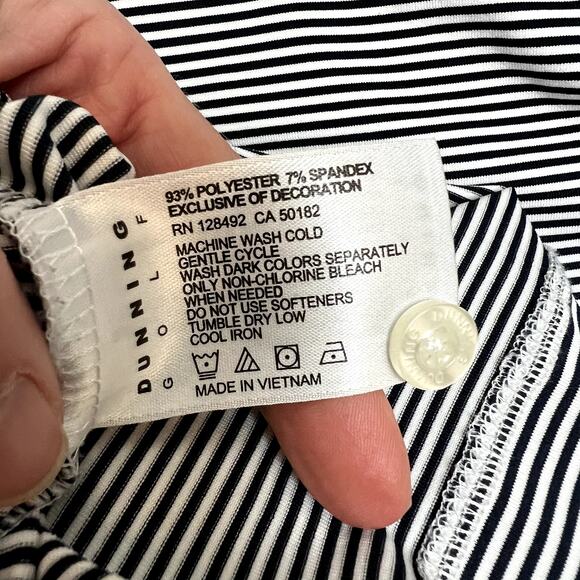 93% POLYESTER 7% SPANDEX
EXCLUSIVE OF DECORATION
RN 128492 CA 50182
MACHINE WASH COLD
GENTLE CYCLE
WASH DARK COLORS SEPARATELY
ONLY NON-CHLORINE BLEACH
WHEN NEEDED
DO NOT USE SOFTENERS
TUMBLE DRY LOW
COOL IRON
MADE IN VIETNAM
DUNNING
GOLF
DUNNING